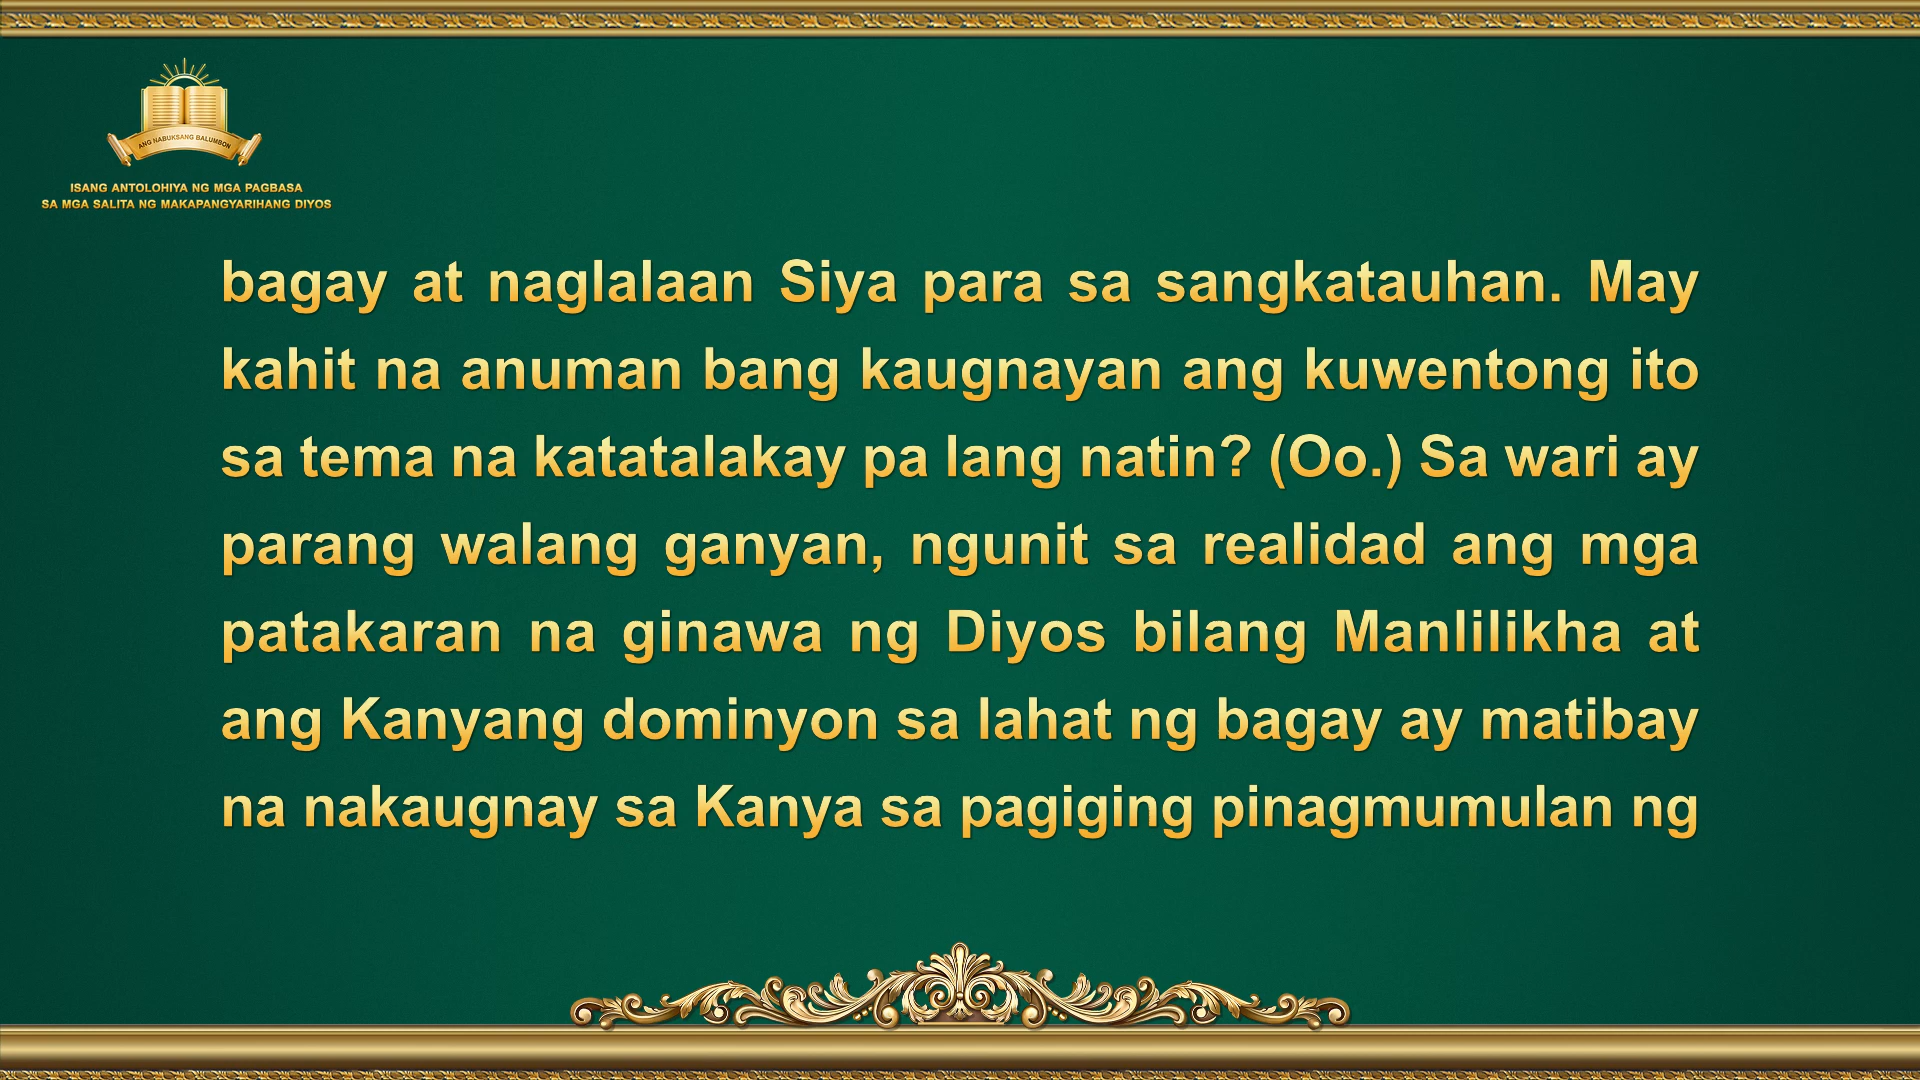 ANG NABUKSANG BALUMBON
ISANG ANTOLOHIYA NG MGA PAGBASA
SA MGA SALITA NG MAKAPANGYARIHANG DIYOS
bagay at naglalaan Siya para sa sangkatauhan. May
kahit na anuman bang kaugnayan ang kuwentong ito
sa tema na katatalakay pa lang natin? (Oo.) Sa wari ay
parang walang ganyan, ngunit sa realidad ang mga
patakaran na ginawa ng Diyos bilang Manlilikha at
ang Kanyang dominyon sa lahat ng bagay ay matibay
na nakaugnay sa Kanya sa pagiging pinagmumulan ng